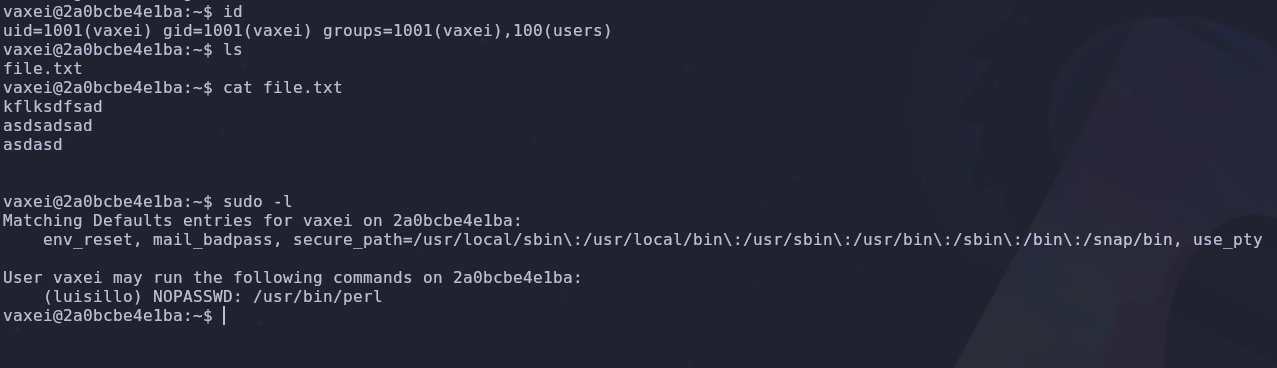 vaxei@2a0bcbe4e1ba:~$ id
uid=1001(vaxei) gid=1001(vaxei) groups=1001(vaxei),100(users)
vaxei@2a0bcbe4e1ba:~$ ls
file.txt
vaxei@2a0bcbe4e1ba:~$ cat file.txt
kflksdfsad
asdsadsad
asdasd
vaxei@2a0bcbe4e1ba:~$ sudo -l
Matching Defaults entries for vaxei on 2a0bcbe4e1ba:
    env_reset, mail_badpass, secure_path=/usr/local/sbin\:/usr/local/bin\:/usr/sbin\:/usr/bin\:/sbin\:/bin\:/snap/bin, use_pty
User vaxei may run the following commands on 2a0bcbe4e1ba:
    (luisillo) NOPASSWD: /usr/bin/perl
vaxei@2a0bcbe4e1ba:~$